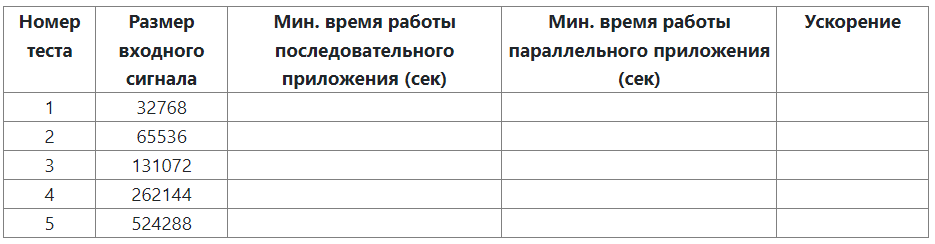 Номер теста
Размер входного сигнала
Мин. время работы последовательного приложения (сек)
Мин. время работы параллельного приложения (сек)
Ускорение
1 32768
2 65536
3 131072
4 262144
5 524288